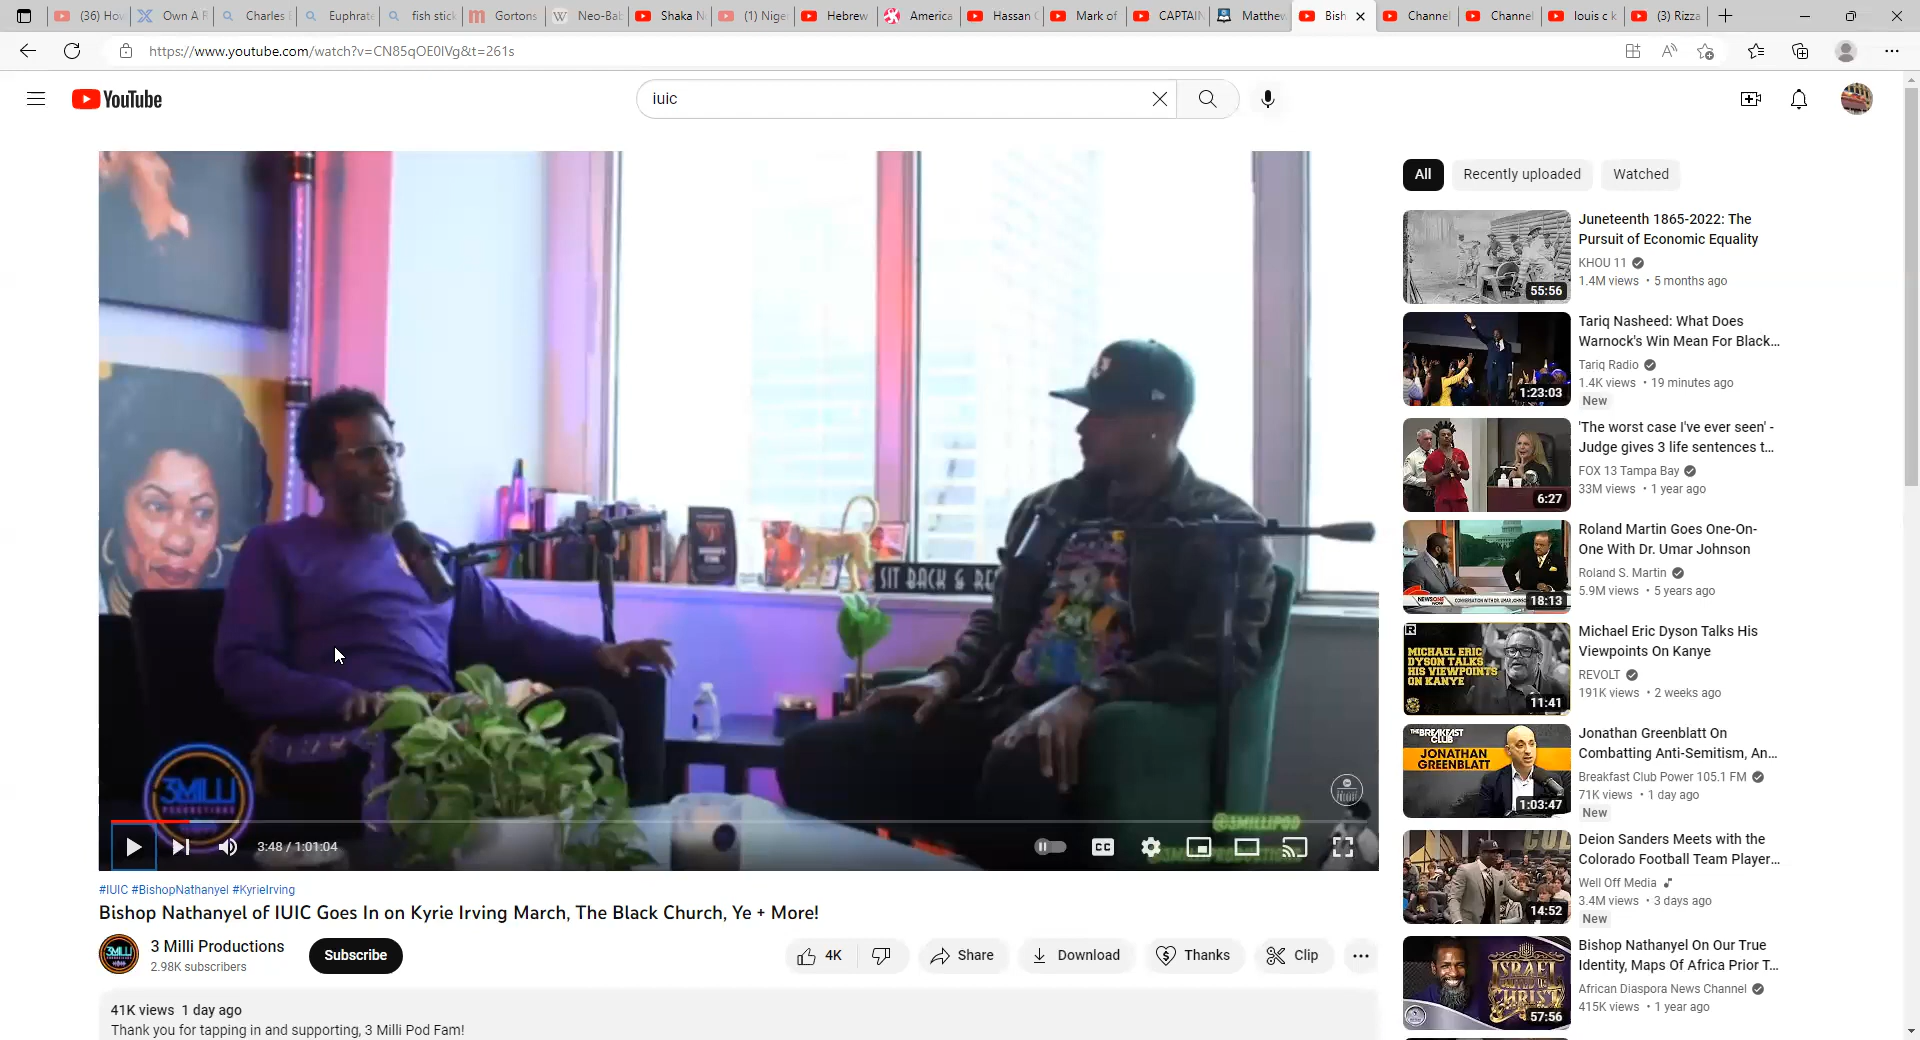 (36) Hov
Own A R
Charles
Euphrate
fish stick
Gortons
Neo-Bab
Shaka N
(1) Nige
Hebrew
America
Hassan
Mark of
CAPTAIN
Matthew
Bish
Channel
Channel
louis c k
(3) Rizza
https://www.youtube.com/watch?v=CN85qOE0IVg&t=261s
YouTube
iuic
SIT BACK & RE
3MILLI
PRODUCTIONS
@3MILLIPOD
3:48 / 1:01:04
CC
#IUIC #BishopNathanyel #KyrieIrving
Bishop Nathanyel of IUIC Goes In on Kyrie Irving March, The Black Church, Ye + More!
3 Milli Productions
2.98K subscribers
Subscribe
4K
Share
Download
Thanks
Clip
41K views 1 day ago
Thank you for tapping in and supporting, 3 Milli Pod Fam!
All
Recently uploaded
Watched
55:56
Juneteenth 1865-2022: The
Pursuit of Economic Equality
KHOU 11
1.4M views • 5 months ago
1:23:03
Tariq Nasheed: What Does
Warnock's Win Mean For Black...
Tariq Radio
1.4K views • 19 minutes ago
New
6:27
'The worst case I've ever seen' -
Judge gives 3 life sentences t...
FOX 13 Tampa Bay
33M views • 1 year ago
18:13
Roland Martin Goes One-On-
One With Dr. Umar Johnson
Roland S. Martin
5.9M views • 5 years ago
MICHAEL ERIC
DYSON TALKS
HIS VIEWPOINTS
ON KANYE
11:41
Michael Eric Dyson Talks His
Viewpoints On Kanye
REVOLT
191K views • 2 weeks ago
THE BREAKFAST
CLUB
JONATHAN
GREENBLATT
1:03:47
Jonathan Greenblatt On
Combatting Anti-Semitism, An...
Breakfast Club Power 105.1 FM
71K views • 1 day ago
New
14:52
Deion Sanders Meets with the
Colorado Football Team Player...
Well Off Media
3.4M views • 3 days ago
New
ISRAEL
UNITED IN
CHRIST
57:56
Bishop Nathanyel On Our True
Identity, Maps Of Africa Prior T...
African Diaspora News Channel
415K views • 1 year ago